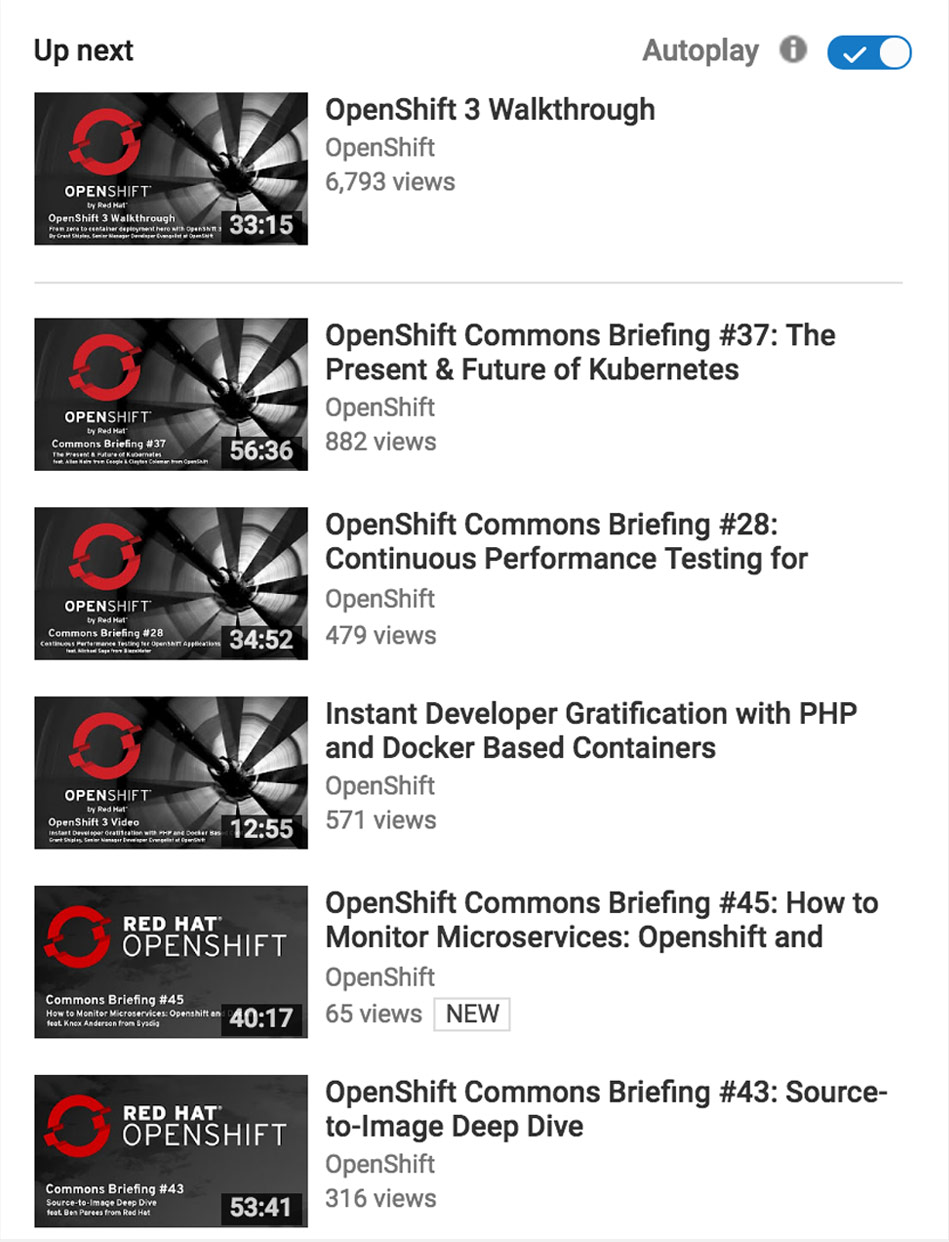 Up next
Autoplay
OPENSHIFT
by Red Hat
OpenShift 3 Walkthrough
From zero to container deployment hero with OpenShift 3
By Grant Shipley, Senior Manager Developer Evangelist at OpenShift
33:15
OpenShift 3 Walkthrough
OpenShift
6,793 views
OPENSHIFT
by Red Hat
Commons Briefing #37
The Present & Future of Kubernetes
feat. Allan Naim from Google & Clayton Coleman from OpenShift
56:36
OpenShift Commons Briefing #37: The
Present & Future of Kubernetes
OpenShift
882 views
OPENSHIFT
by Red Hat
Commons Briefing #28
Continuous Performance Testing for OpenShift Applications
feat. Michael Sage from BlazeMeter
34:52
OpenShift Commons Briefing #28:
Continuous Performance Testing for
OpenShift
479 views
OPENSHIFT
by Red Hat
OpenShift 3 Video
Instant Developer Gratification with PHP and Docker
Grant Shipley, Senior Manager Developer Evangelist at OpenShift
12:55
Instant Developer Gratification with PHP
and Docker Based Containers
OpenShift
571 views
RED HAT
OPENSHIFT
Commons Briefing #45
How to Monitor Microservices: Openshift and
feat. Knox Anderson from Sysdig
40:17
OpenShift Commons Briefing #45: How to
Monitor Microservices: Openshift and
OpenShift
65 views NEW
RED HAT
OPENSHIFT
Commons Briefing #43
Source-to-Image Deep Dive
feat. Ben Parees from Red Hat
53:41
OpenShift Commons Briefing #43: Source-
to-Image Deep Dive
OpenShift
316 views